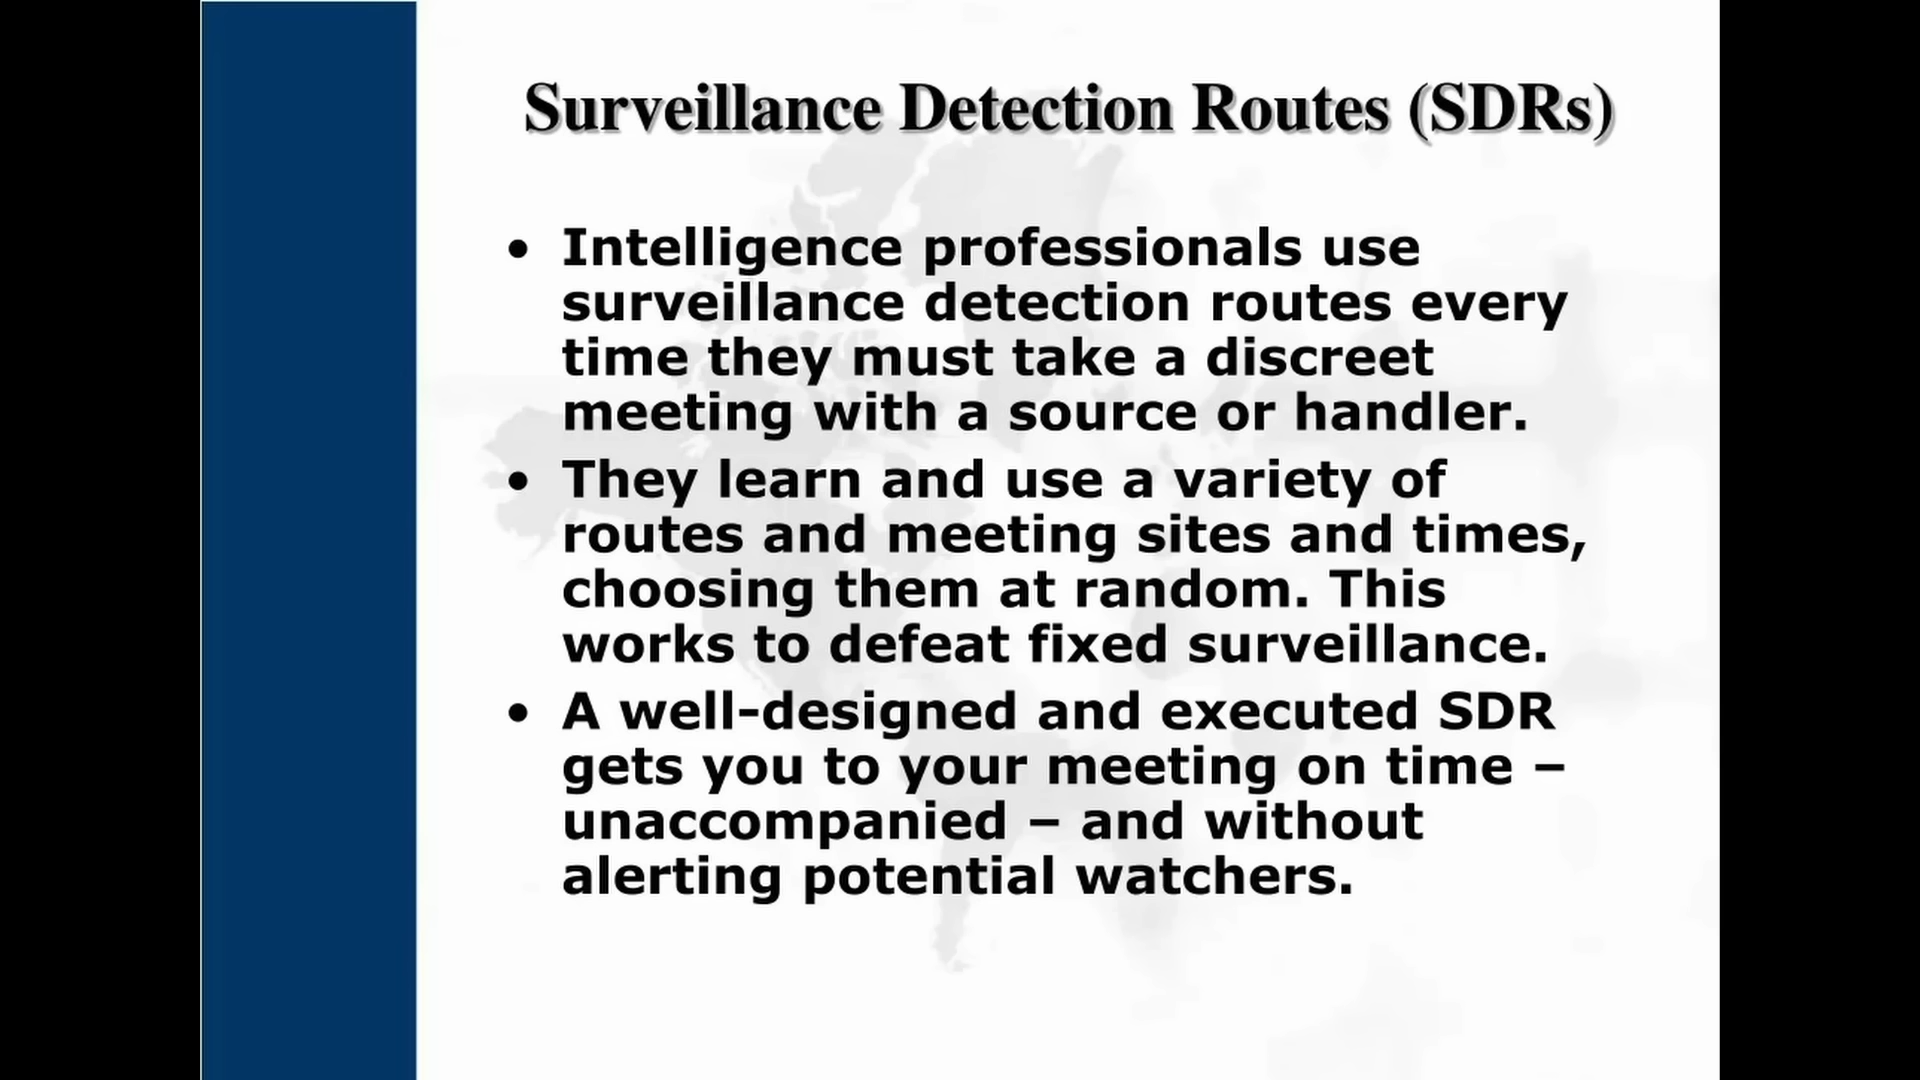 Surveillance Detection Routes (SDRs)
• Intelligence professionals use
surveillance detection routes every
time they must take a discreet
meeting with a source or handler.
• They learn and use a variety of
routes and meeting sites and times,
choosing them at random. This
works to defeat fixed surveillance.
• A well-designed and executed SDR
gets you to your meeting on time –
unaccompanied – and without
alerting potential watchers.